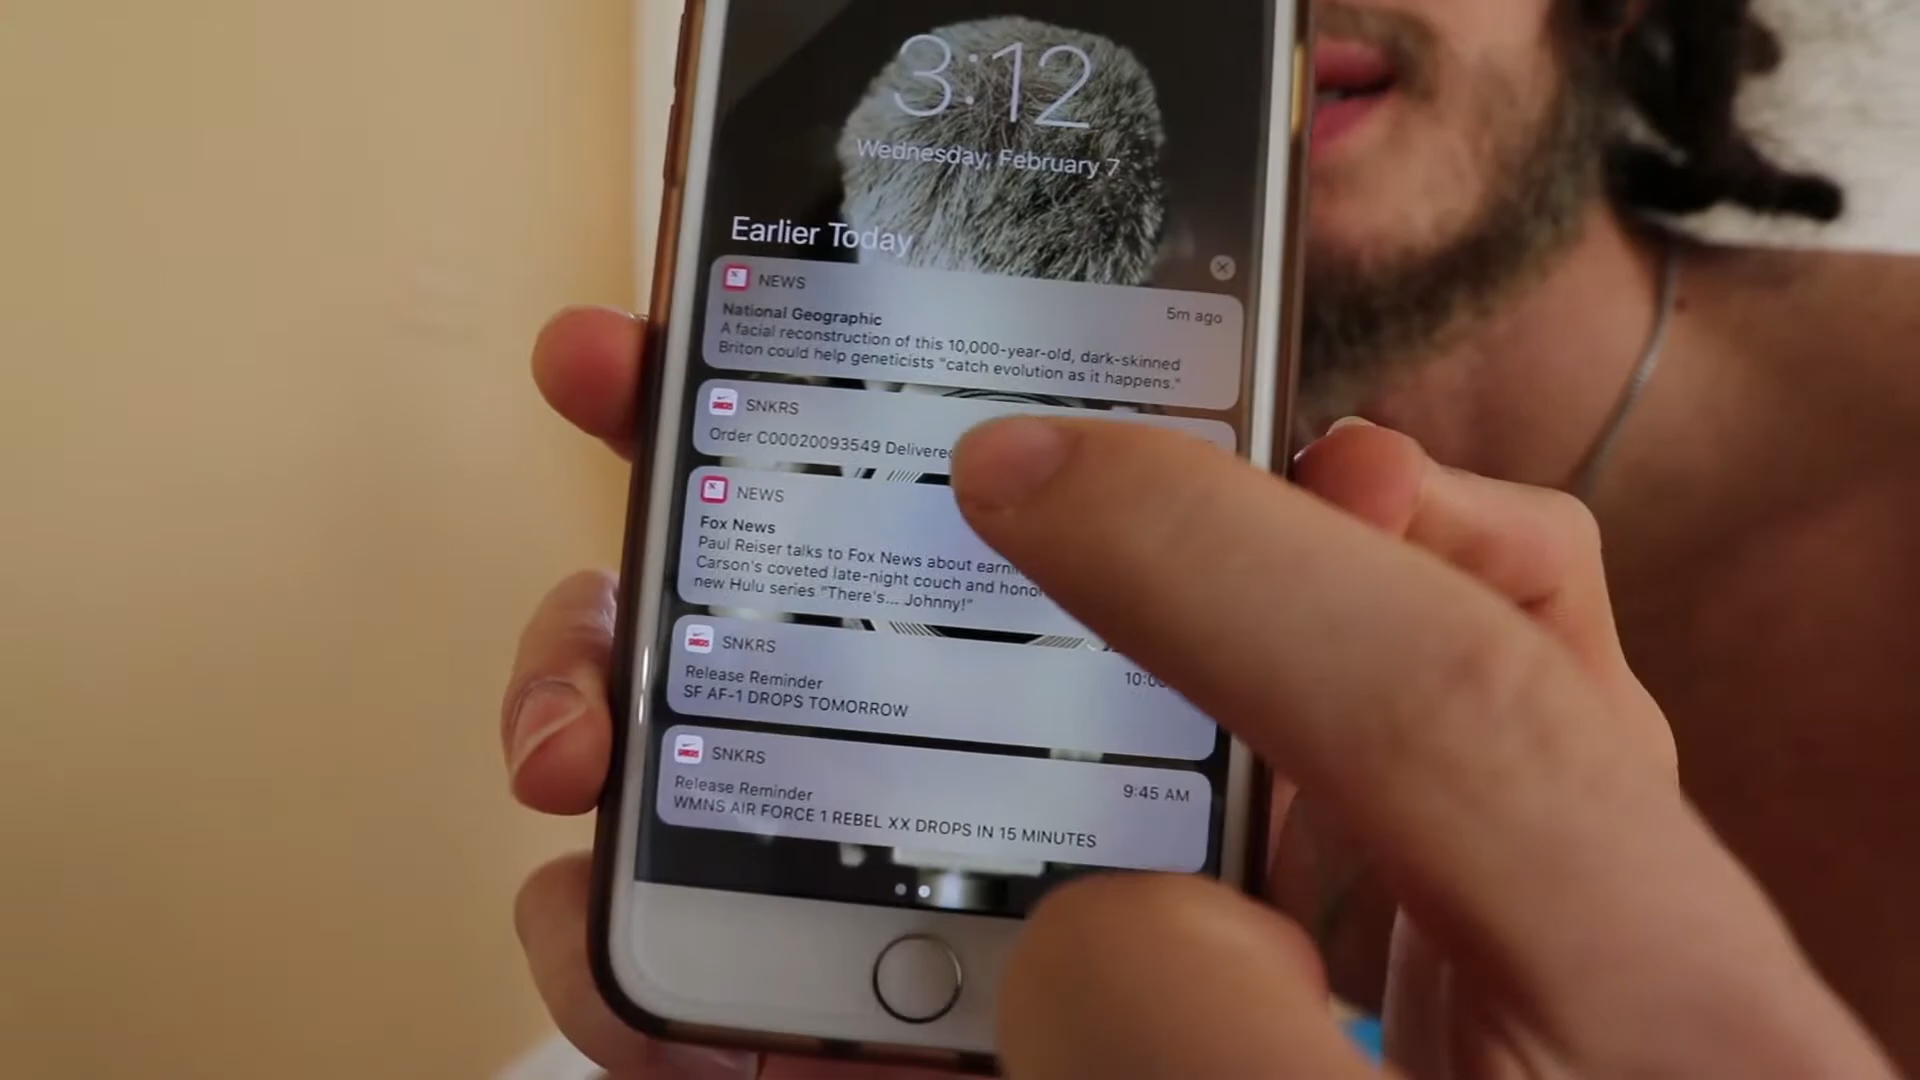 3:12
Wednesday, February 7
Earlier Today
NEWS
5m ago
National Geographic
A facial reconstruction of this 10,000-year-old, dark-skinned
Briton could help geneticists "catch evolution as it happens."
SNKRS
Order C00020093549 Delivered
NEWS
Fox News
Paul Reiser talks to Fox News about
Carson's coveted late-night couch and
new Hulu series "There's... Johnny!"
SNKRS
Release Reminder
SF AF-1 DROPS TOMORROW
SNKRS
9:45 AM
Release Reminder
WMNS AIR FORCE 1 REBEL XX DROPS IN 15 MINUTES